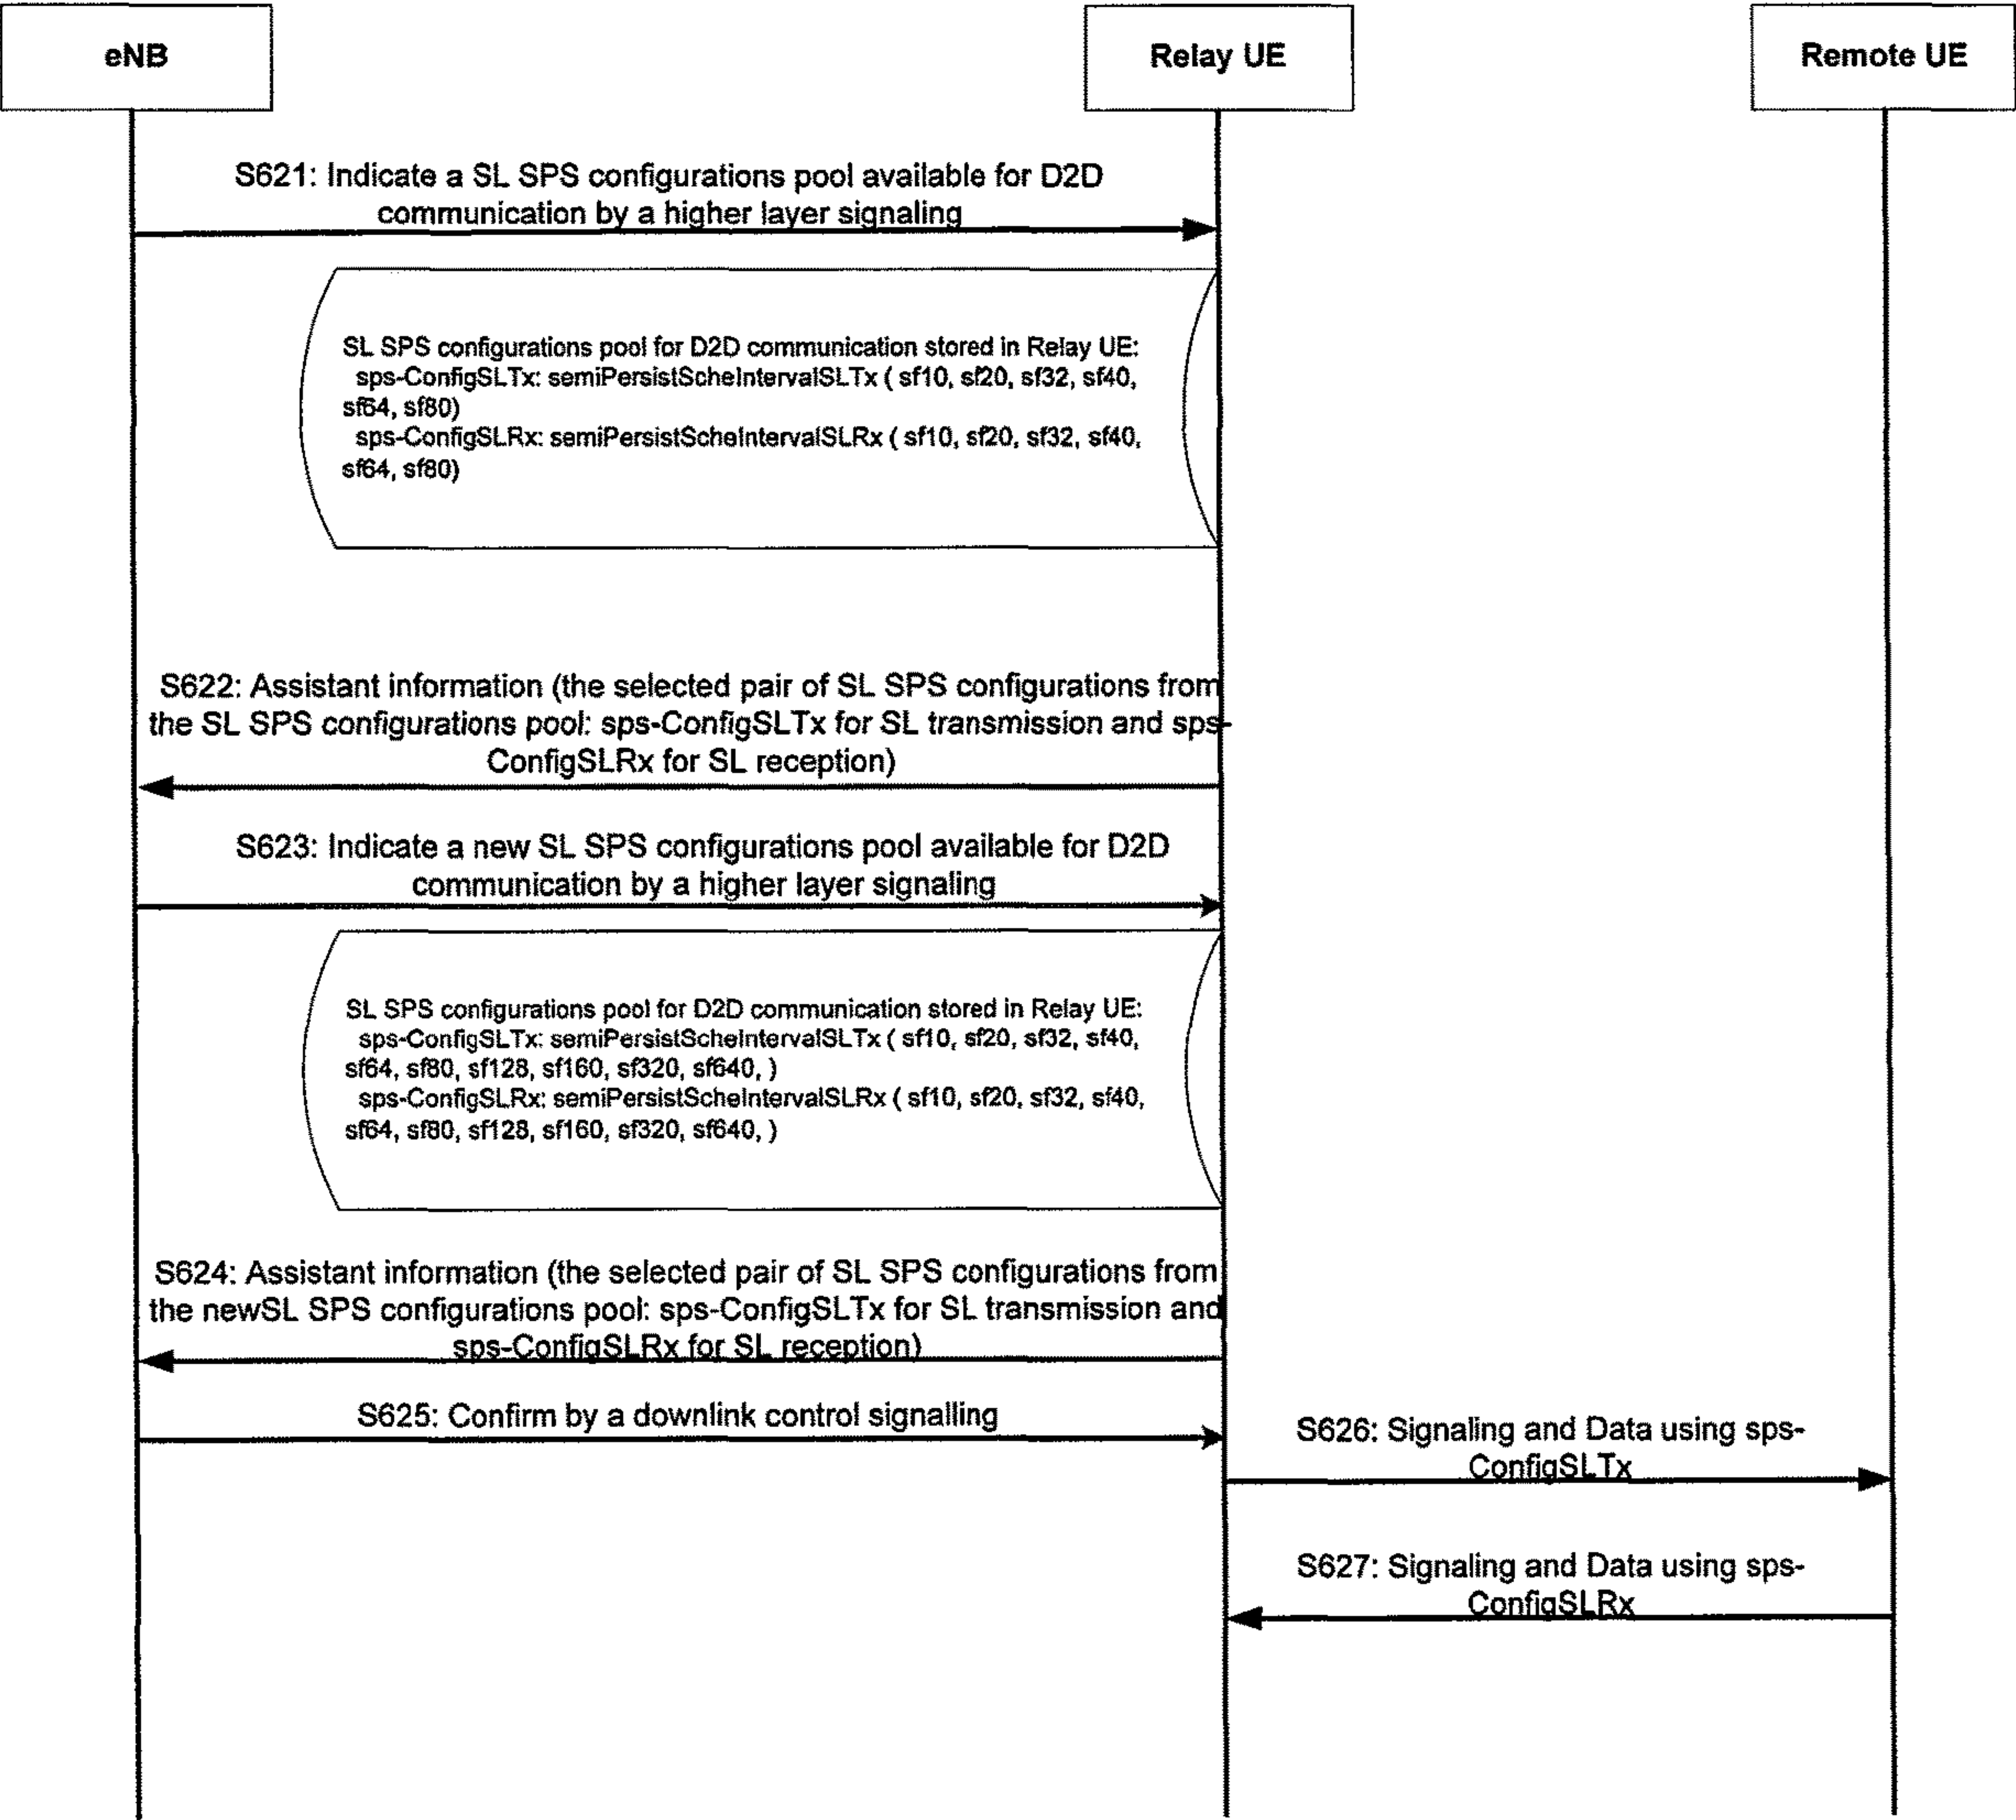 eNB
Relay UE
Remote UE
S621: Indicate a SL SPS configurations pool available for D2D
communication by a higher layer signaling
SL SPS configurations pool for D2D communication stored in Relay UE:
sps-ConfigSLTx: semiPersistScheIntervalSLTx ( sf10, sf20, sf32, sf40,
sf64, sf80)
sps-ConfigSLRx: semiPersistScheIntervalSLRx ( sf10, sf20, sf32, sf40,
sf64, sf80)
S622: Assistant information (the selected pair of SL SPS configurations from
the SL SPS configurations pool: sps-ConfigSLTx for SL transmission and sps-
ConfigSLRx for SL reception)
S623: Indicate a new SL SPS configurations pool available for D2D
communication by a higher layer signaling
SL SPS configurations pool for D2D communication stored in Relay UE:
sps-ConfigSLTx: semiPersistScheIntervalSLTx ( sf10, sf20, sf32, sf40,
sf64, sf80, sf128, sf160, sf320, sf640, )
sps-ConfigSLRx: semiPersistScheIntervalSLRx ( sf10, sf20, sf32, sf40,
sf64, sf80, sf128, sf160, sf320, sf640, )
S624: Assistant information (the selected pair of SL SPS configurations from
the newSL SPS configurations pool: sps-ConfigSLTx for SL transmission and
sps-ConfigSLRx for SL reception)
S625: Confirm by a downlink control signalling
S626: Signaling and Data using sps-
ConfigSLTx
S627: Signaling and Data using sps-
ConfigSLRx